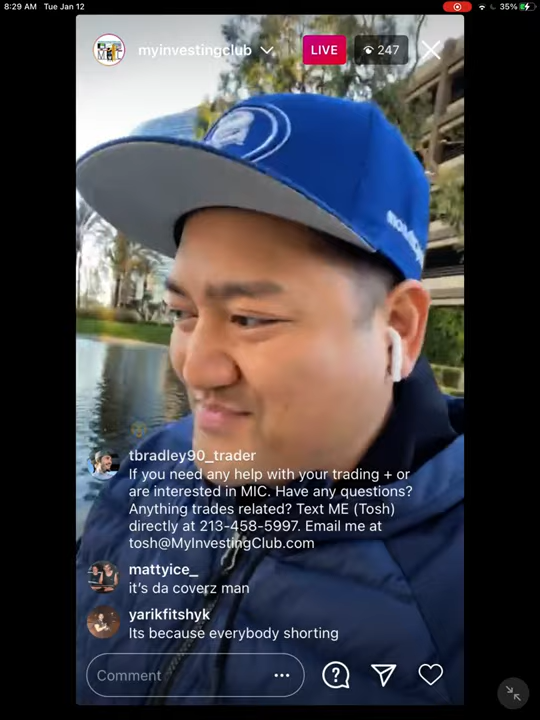 8:29 AM Tue Jan 12
35%
myinvestingclub
LIVE
247
tbradley90_trader
If you need any help with your trading + or
are interested in MIC. Have any questions?
Anything trades related? Text ME (Tosh)
directly at 213-458-5997. Email me at
tosh@MyInvestingClub.com
mattyice_
it's da coverz man
yarikfitshyk
Its because everybody shorting
Comment